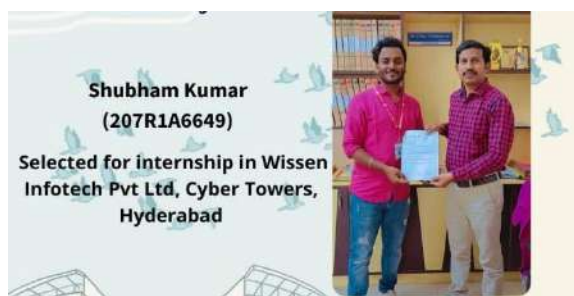 Shubham Kumar
(207R1A6649)
Selected for internship in Wissen
Infotech Pvt Ltd, Cyber Towers,
Hyderabad